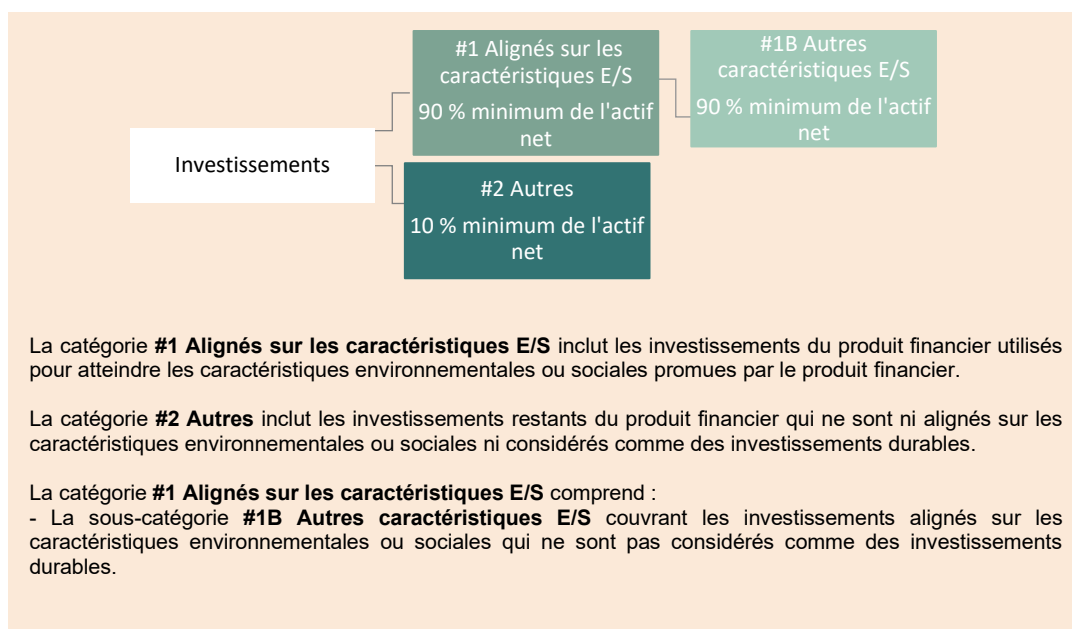 #1 Alignés sur les
caractéristiques E/S
90 % minimum de l'actif
net
#1B Autres
caractéristiques E/S
90 % minimum de l'actif
net
Investissements
#2 Autres
10 % minimum de l'actif
net
La catégorie #1 Alignés sur les caractéristiques E/S inclut les investissements du produit financier utilisés
pour atteindre les caractéristiques environnementales ou sociales promues par le produit financier.
La catégorie #2 Autres inclut les investissements restants du produit financier qui ne sont ni alignés sur les
caractéristiques environnementales ou sociales ni considérés comme des investissements durables.
La catégorie #1 Alignés sur les caractéristiques E/S comprend :
- La sous-catégorie #1B Autres caractéristiques E/S couvrant les investissements alignés sur les
caractéristiques environnementales ou sociales qui ne sont pas considérés comme des investissements
durables.